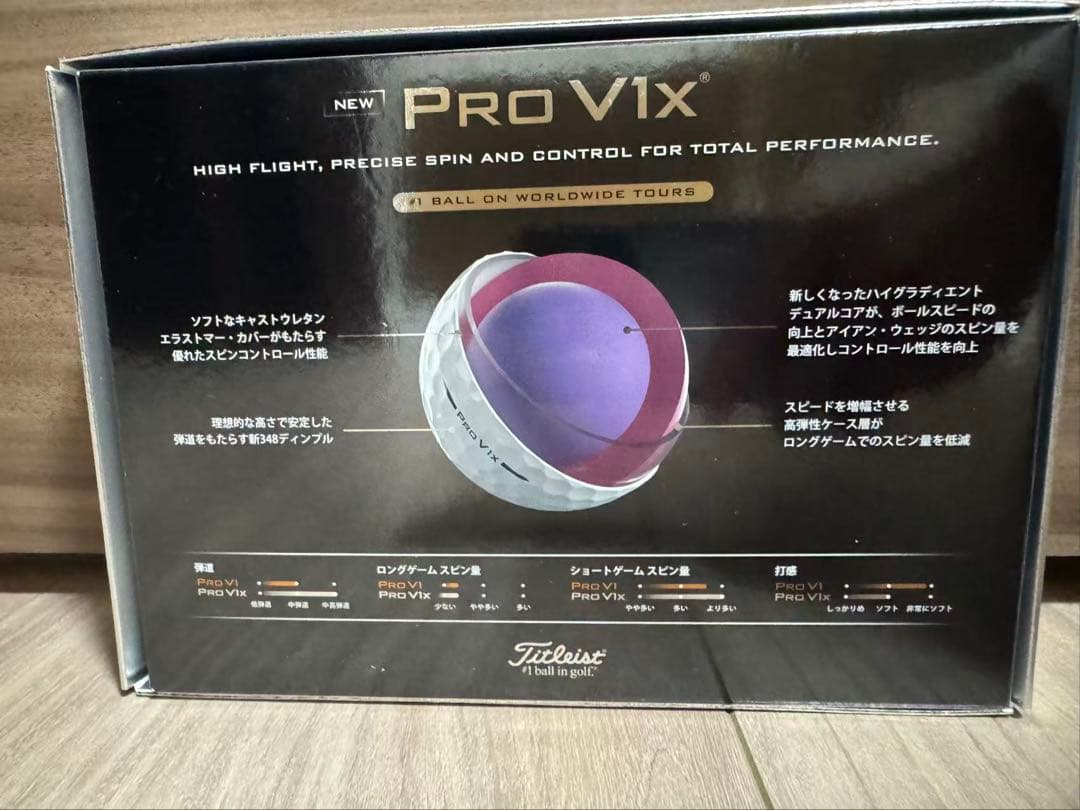 NEW PRO V1x®
HIGH FLIGHT, PRECISE SPIN AND CONTROL FOR TOTAL PERFORMANCE.
#1 BALL ON WORLDWIDE TOURS
ソフトなキャストウレタン
エラストマー・カバーがもたらす
優れたスピンコントロール性能
新しくなったハイグラディエント
デュアルコアが、ボールスピードの
向上とアイアン・ウェッジのスピン量を
最適化しコントロール性能を向上
理想的な高さで安定した
弾道をもたらす新348ディンプル
スピードを増幅させる
高弾性ケース層が
ロングゲームでのスピン量を低減
PRO V1x
弾道
PRO V1
PRO V1x
低弾道 中弾道 中高弾道
ロングゲーム スピン量
PRO V1
PRO V1x
少ない やや多い 多い
ショートゲーム スピン量
PRO V1
PRO V1x
やや多い 多い より多い
打感
PRO V1
PRO V1x
しっかりめ ソフト 非常にソフト
Titleist
#1 ball in golf.